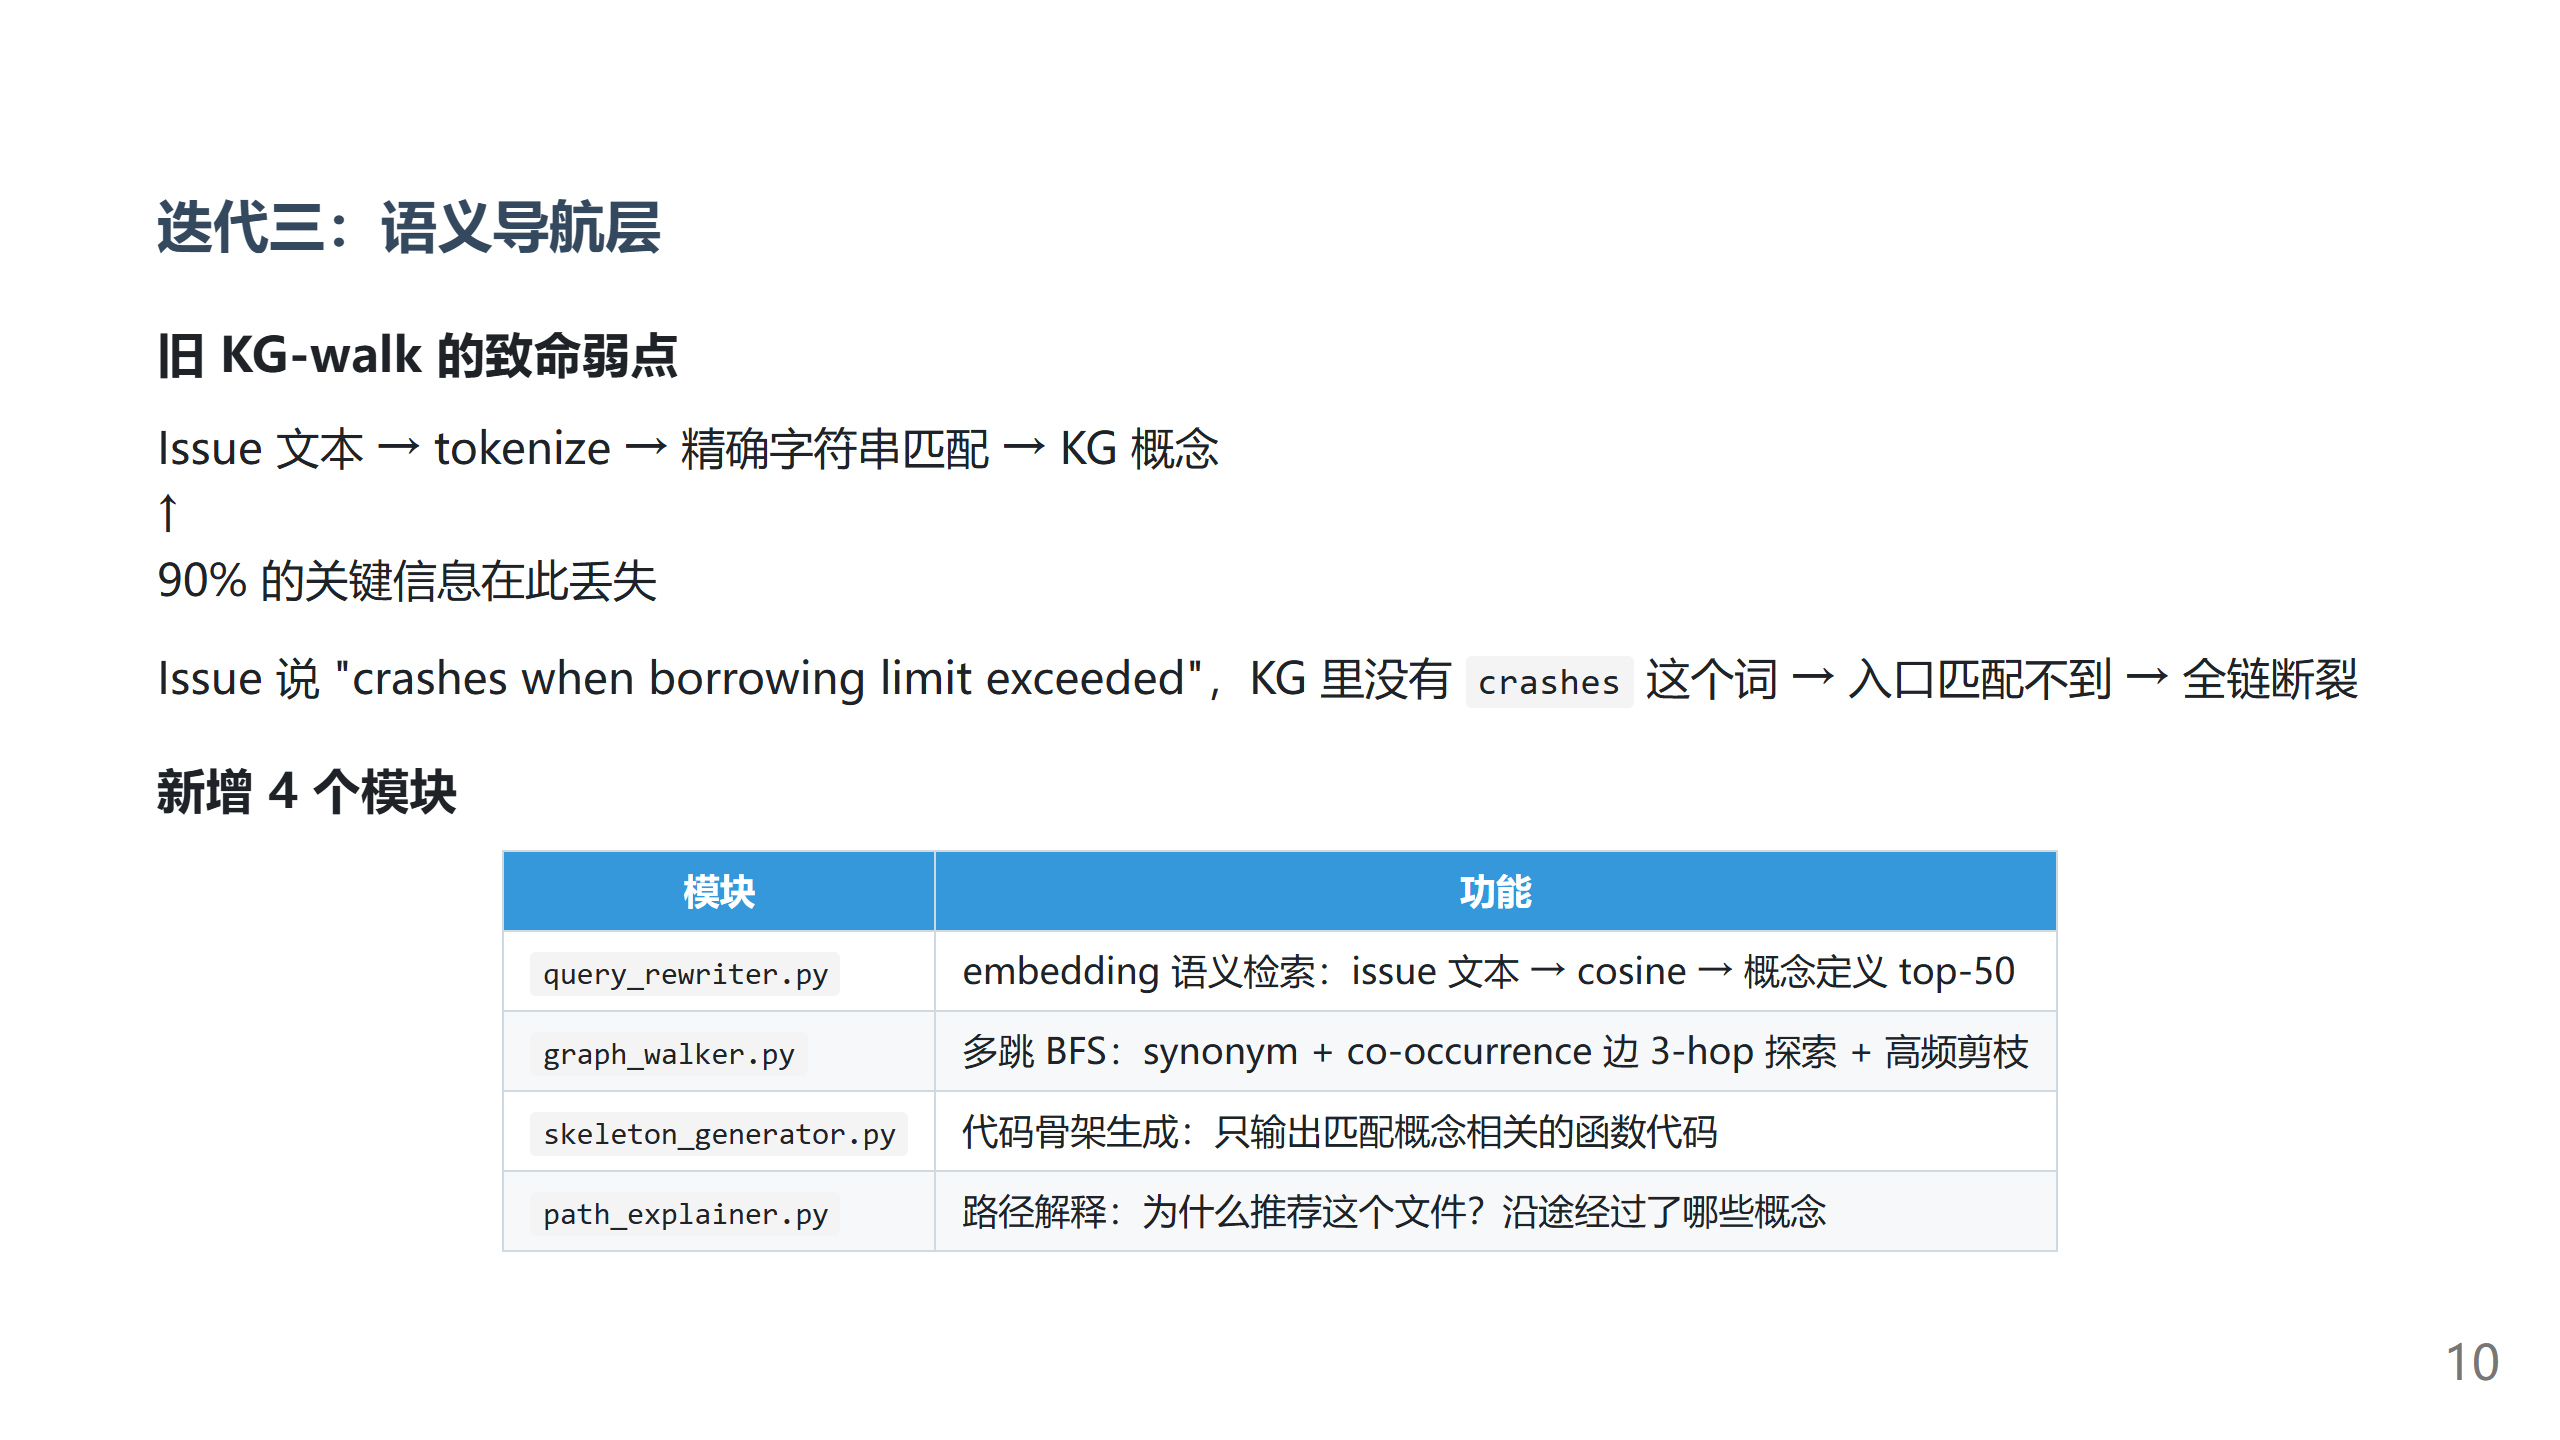 迭代三：语义导航层
旧 KG-walk 的致命弱点
Issue 文本 → tokenize → 精确字符串匹配 → KG 概念
↑
90% 的关键信息在此丢失
Issue 说 "crashes when borrowing limit exceeded"，KG 里没有 crashes 这个词 → 入口匹配不到 → 全链断裂
新增 4 个模块
模块 功能
query_rewriter.py embedding 语义检索：issue 文本 → cosine → 概念定义 top-50
graph_walker.py 多跳 BFS：synonym + co-occurrence 边 3-hop 探索 + 高频剪枝
skeleton_generator.py 代码骨架生成：只输出匹配概念相关的函数代码
path_explainer.py 路径解释：为什么推荐这个文件？沿途经过了哪些概念
10